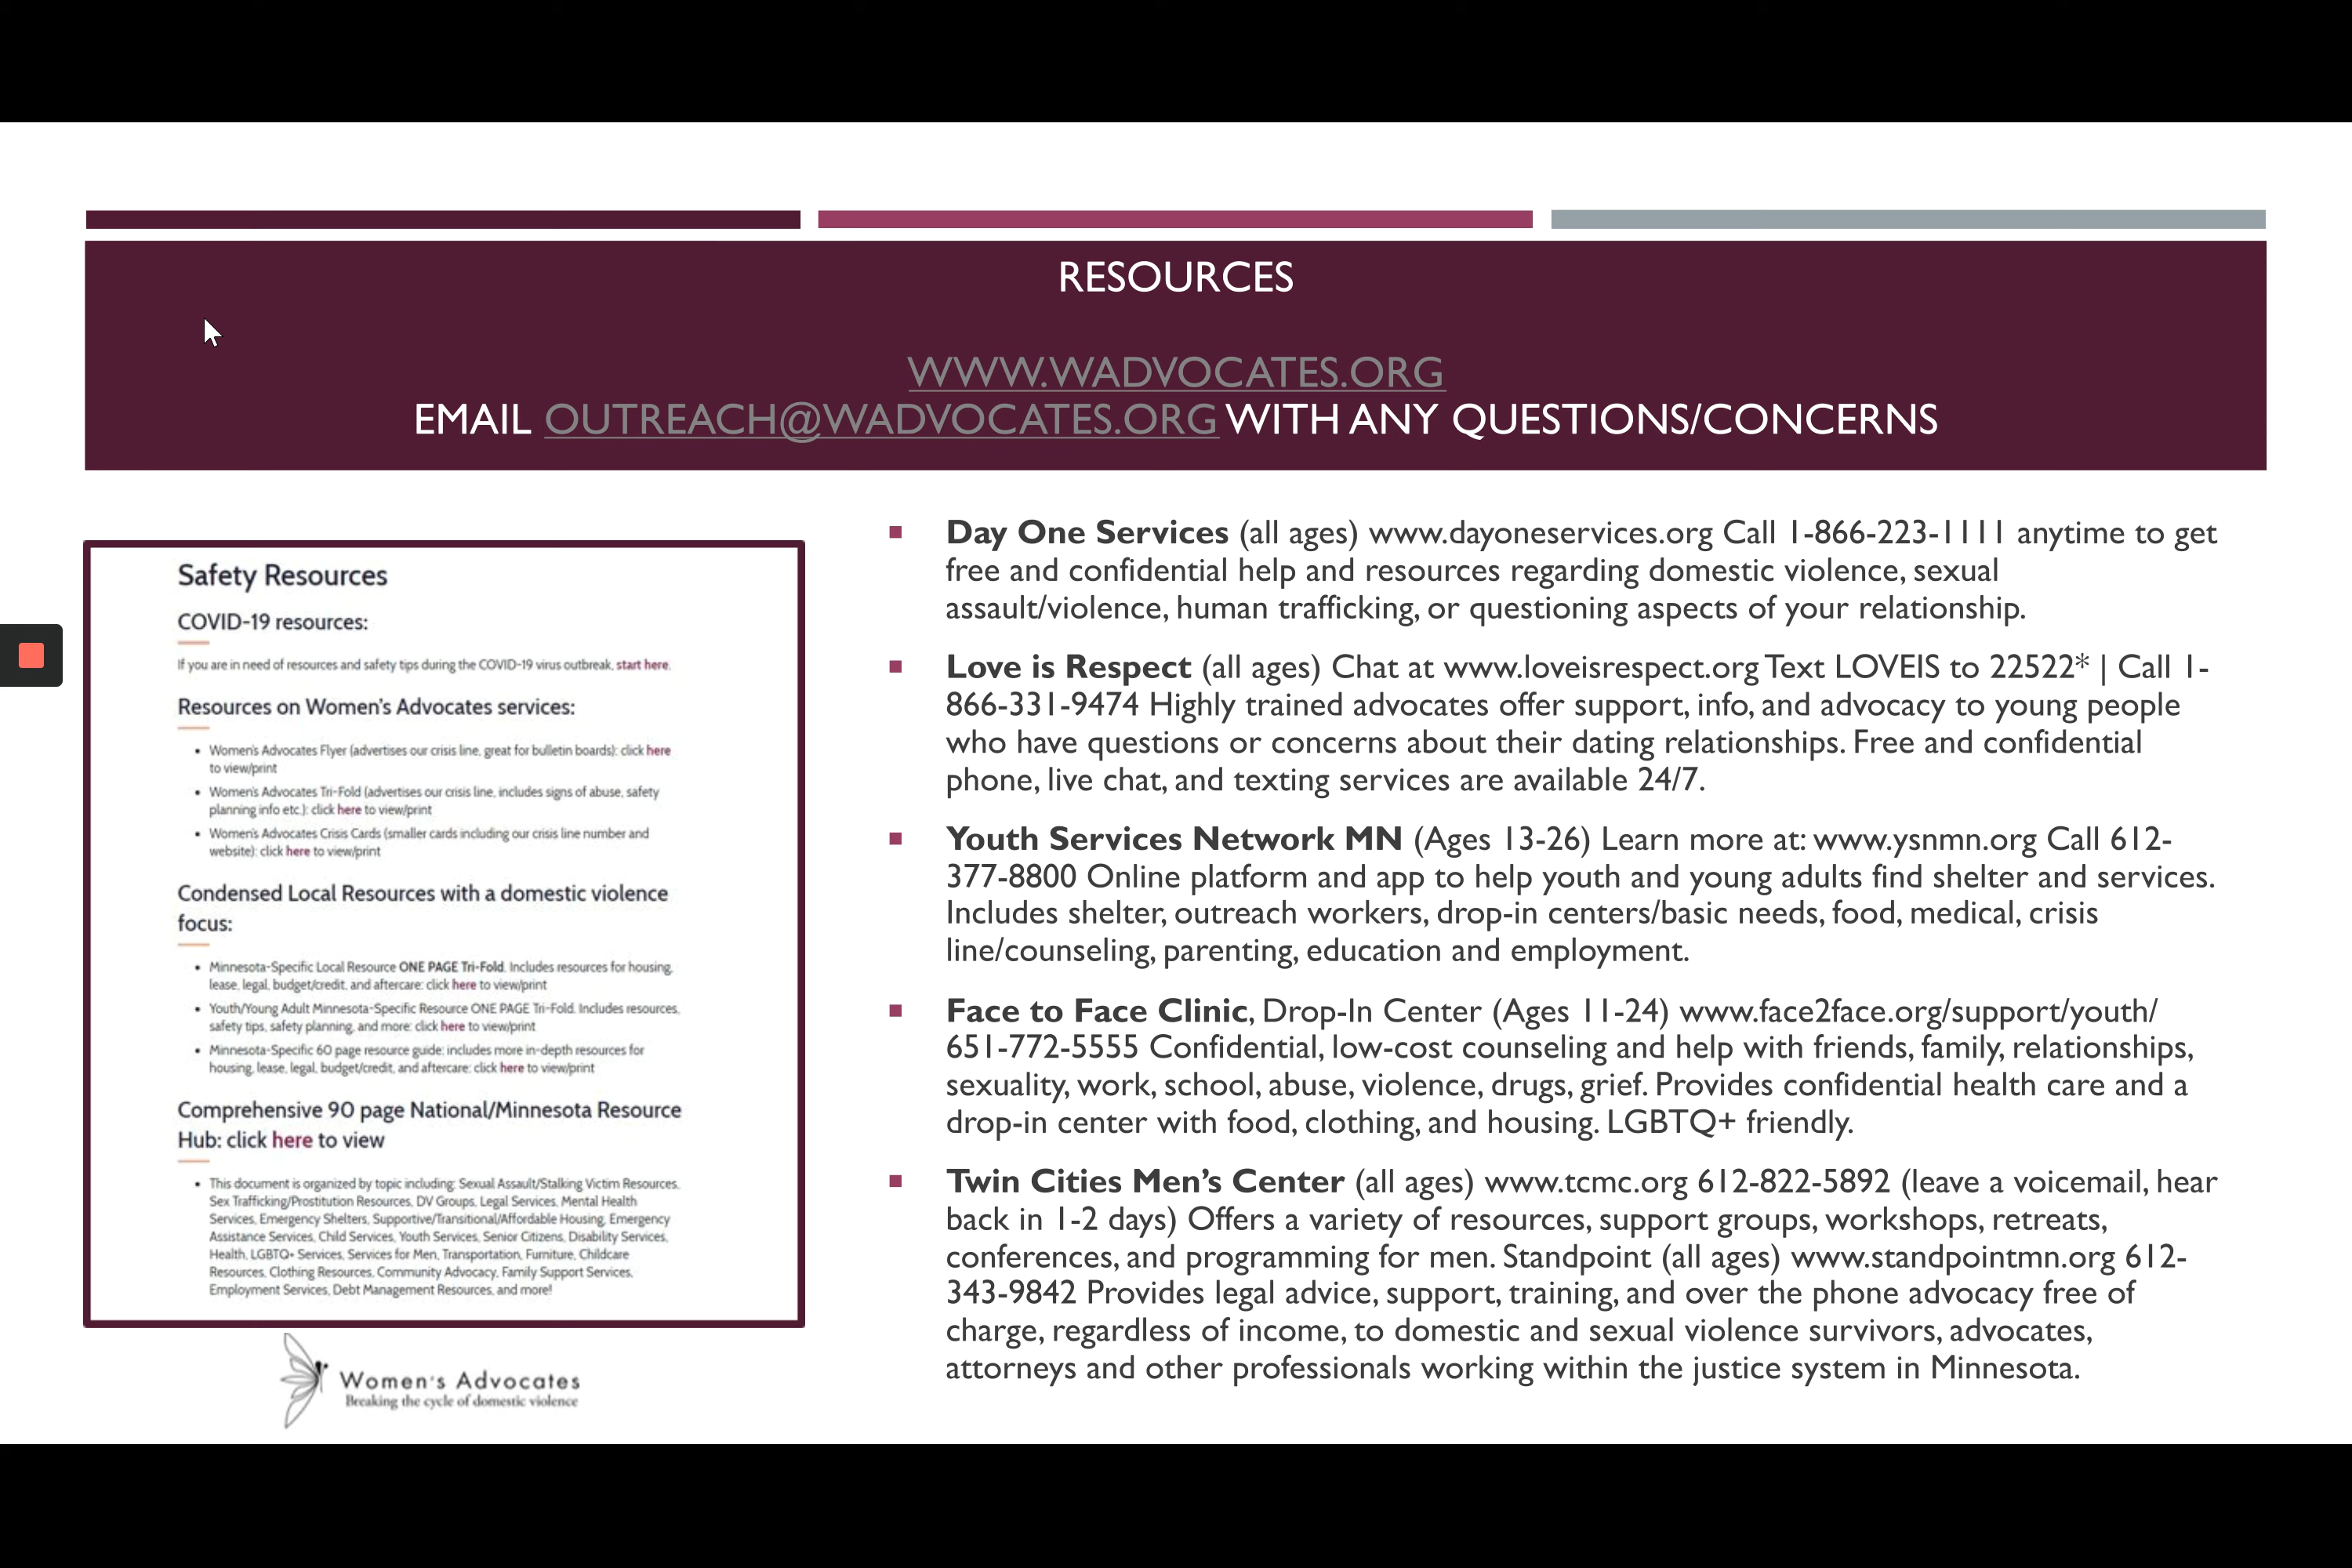 RESOURCES
WWW.WADVOCATES.ORG
EMAIL OUTREACH@WADVOCATES.ORG WITH ANY QUESTIONS/CONCERNS
Safety Resources
COVID-19 resources:
If you are in need of resources and safety tips during the COVID-19 virus outbreak, start here.
Resources on Women's Advocates services:
• Women's Advocates Flyer (advertises our crisis line, great for bulletin boards): click here
to view/print
• Women's Advocates Tri-Fold (advertises our crisis line, includes signs of abuse, safety
planning info etc.): click here to view/print
• Women's Advocates Crisis Cards (smaller cards including our crisis line number and
website): click here to view/print
Condensed Local Resources with a domestic violence
focus:
• Minnesota-Specific Local Resource ONE PAGE Tri-Fold. Includes resources for housing,
lease, legal, budget/credit, and aftercare: click here to view/print
• Youth/Young Adult Minnesota-Specific Resource ONE PAGE Tri-Fold. Includes resources,
safety tips, safety planning, and more: click here to view/print
• Minnesota-Specific 60 page resource guide: includes more in-depth resources for
housing, lease, legal, budget/credit, and aftercare: click here to view/print
Comprehensive 90 page National/Minnesota Resource
Hub: click here to view
• This document is organized by topic including: Sexual Assault/Stalking Victim Resources,
Sex Trafficking/Prostitution Resources, DV Groups, Legal Services, Mental Health
Services, Emergency Shelters, Supportive/Transitional/Affordable Housing, Emergency
Assistance Services, Child Services, Youth Services, Senior Citizens, Disability Services,
Health, LGBTQ+ Services, Services for Men, Transportation, Furniture, Childcare
Resources, Clothing Resources, Community Advocacy, Family Support Services,
Employment Services, Debt Management Resources, and more!
Women's Advocates
Breaking the cycle of domestic violence
▪ Day One Services (all ages) www.dayoneservices.org Call 1-866-223-1111 anytime to get
free and confidential help and resources regarding domestic violence, sexual
assault/violence, human trafficking, or questioning aspects of your relationship.
▪ Love is Respect (all ages) Chat at www.loveisrespect.org Text LOVEIS to 22522* | Call 1-
866-331-9474 Highly trained advocates offer support, info, and advocacy to young people
who have questions or concerns about their dating relationships. Free and confidential
phone, live chat, and texting services are available 24/7.
▪ Youth Services Network MN (Ages 13-26) Learn more at: www.ysnmn.org Call 612-
377-8800 Online platform and app to help youth and young adults find shelter and services.
Includes shelter, outreach workers, drop-in centers/basic needs, food, medical, crisis
line/counseling, parenting, education and employment.
▪ Face to Face Clinic, Drop-In Center (Ages 11-24) www.face2face.org/support/youth/
651-772-5555 Confidential, low-cost counseling and help with friends, family, relationships,
sexuality, work, school, abuse, violence, drugs, grief. Provides confidential health care and a
drop-in center with food, clothing, and housing. LGBTQ+ friendly.
▪ Twin Cities Men's Center (all ages) www.tcmc.org 612-822-5892 (leave a voicemail, hear
back in 1-2 days) Offers a variety of resources, support groups, workshops, retreats,
conferences, and programming for men. Standpoint (all ages) www.standpointmn.org 612-
343-9842 Provides legal advice, support, training, and over the phone advocacy free of
charge, regardless of income, to domestic and sexual violence survivors, advocates,
attorneys and other professionals working within the justice system in Minnesota.